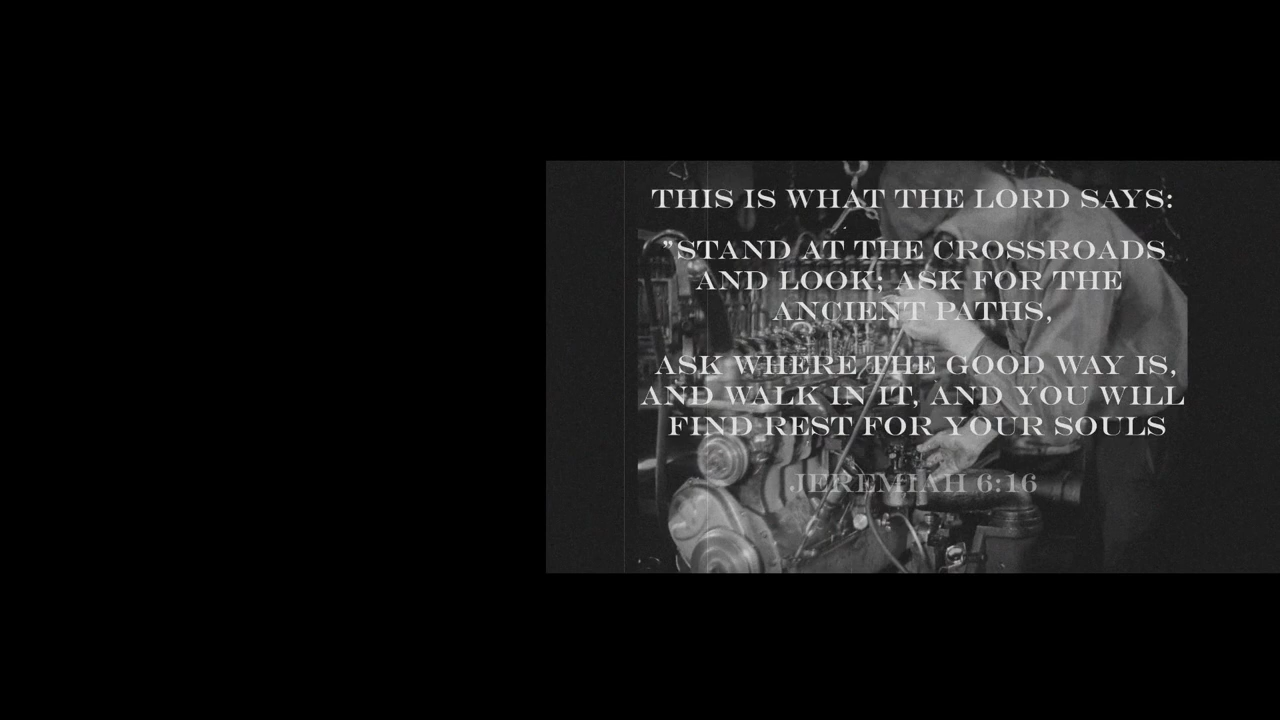 THIS IS WHAT THE LORD SAYS:
"STAND AT THE CROSSROADS
AND LOOK; ASK FOR THE
ANCIENT PATHS,
ASK WHERE THE GOOD WAY IS,
AND WALK IN IT, AND YOU WILL
FIND REST FOR YOUR SOULS
JEREMIAH 6:16